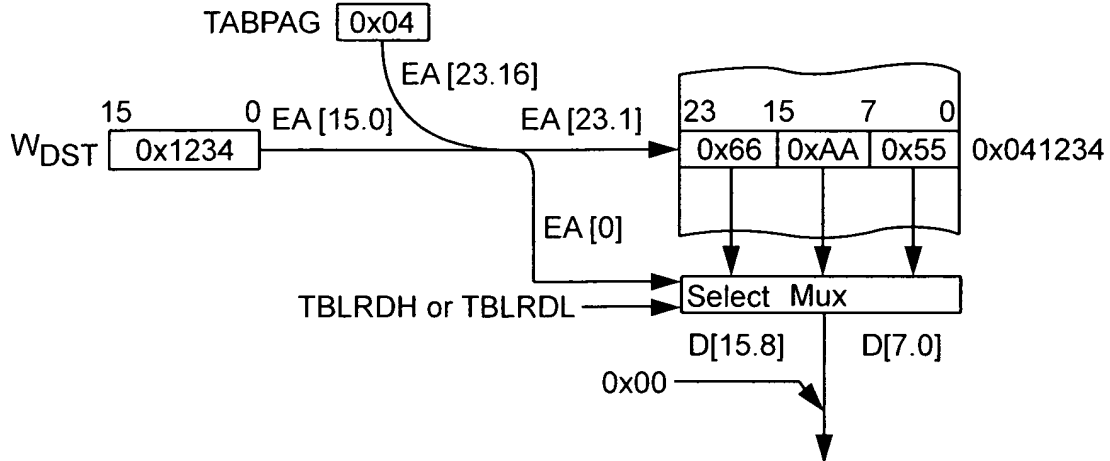 TABPAG 0x04
EA [23.16]
15 0 EA [15.0] EA [23.1] 23 15 7 0
WDST 0x1234 0x66 0xAA 0x55 0x041234
EA [0]
Select Mux
TBLRDH or TBLRDL
D[15.8] D[7.0]
0x00